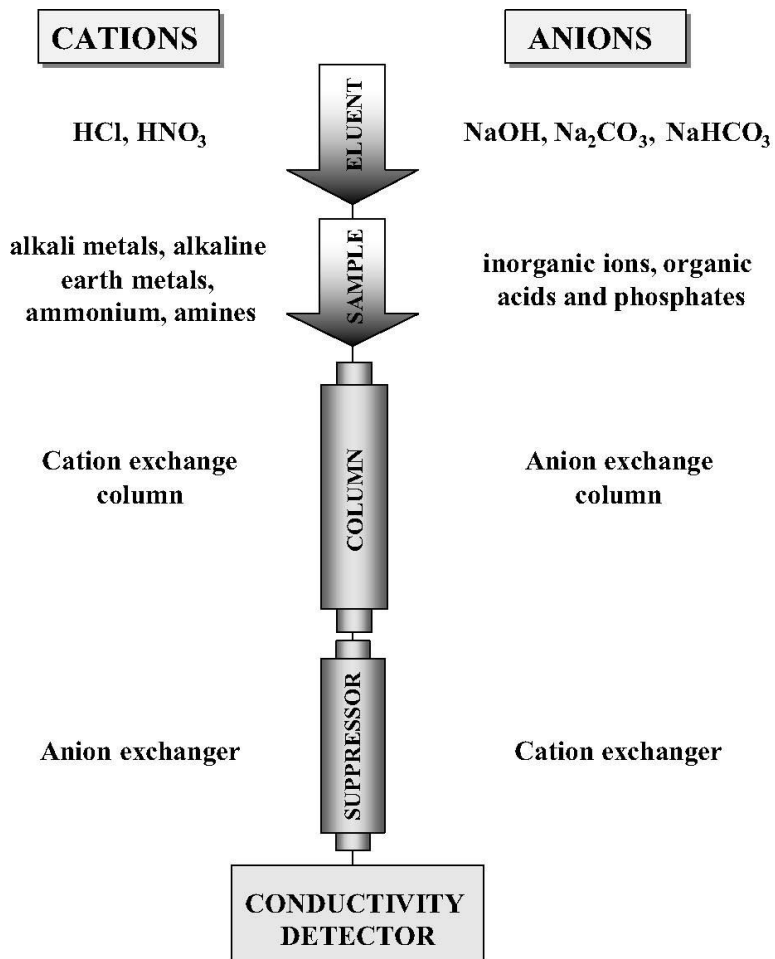 CATIONS
ANIONS
HCl, HNO₃
ELUENT
NaOH, Na₂CO₃, NaHCO₃
alkali metals, alkaline
earth metals,
ammonium, amines
SAMPLE
inorganic ions, organic
acids and phosphates
Cation exchange
column
COLUMN
Anion exchange
column
Anion exchanger
SUPPRESSOR
Cation exchanger
CONDUCTIVITY
DETECTOR